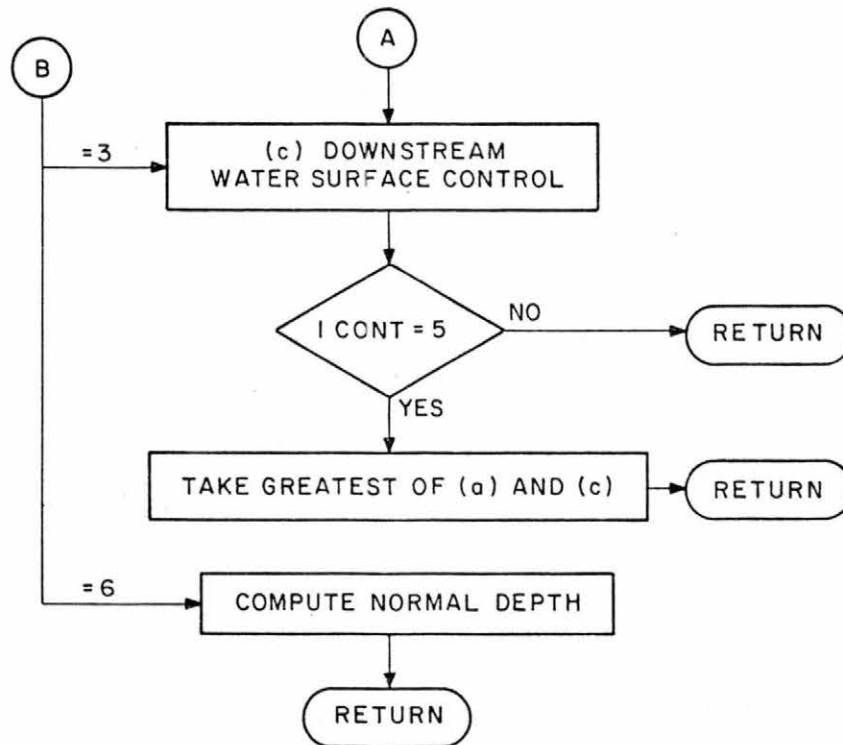 A
B
=3
(c) DOWNSTREAM
WATER SURFACE CONTROL
I CONT = 5
NO
RETURN
YES
TAKE GREATEST OF (a) AND (c)
RETURN
=6
COMPUTE NORMAL DEPTH
RETURN